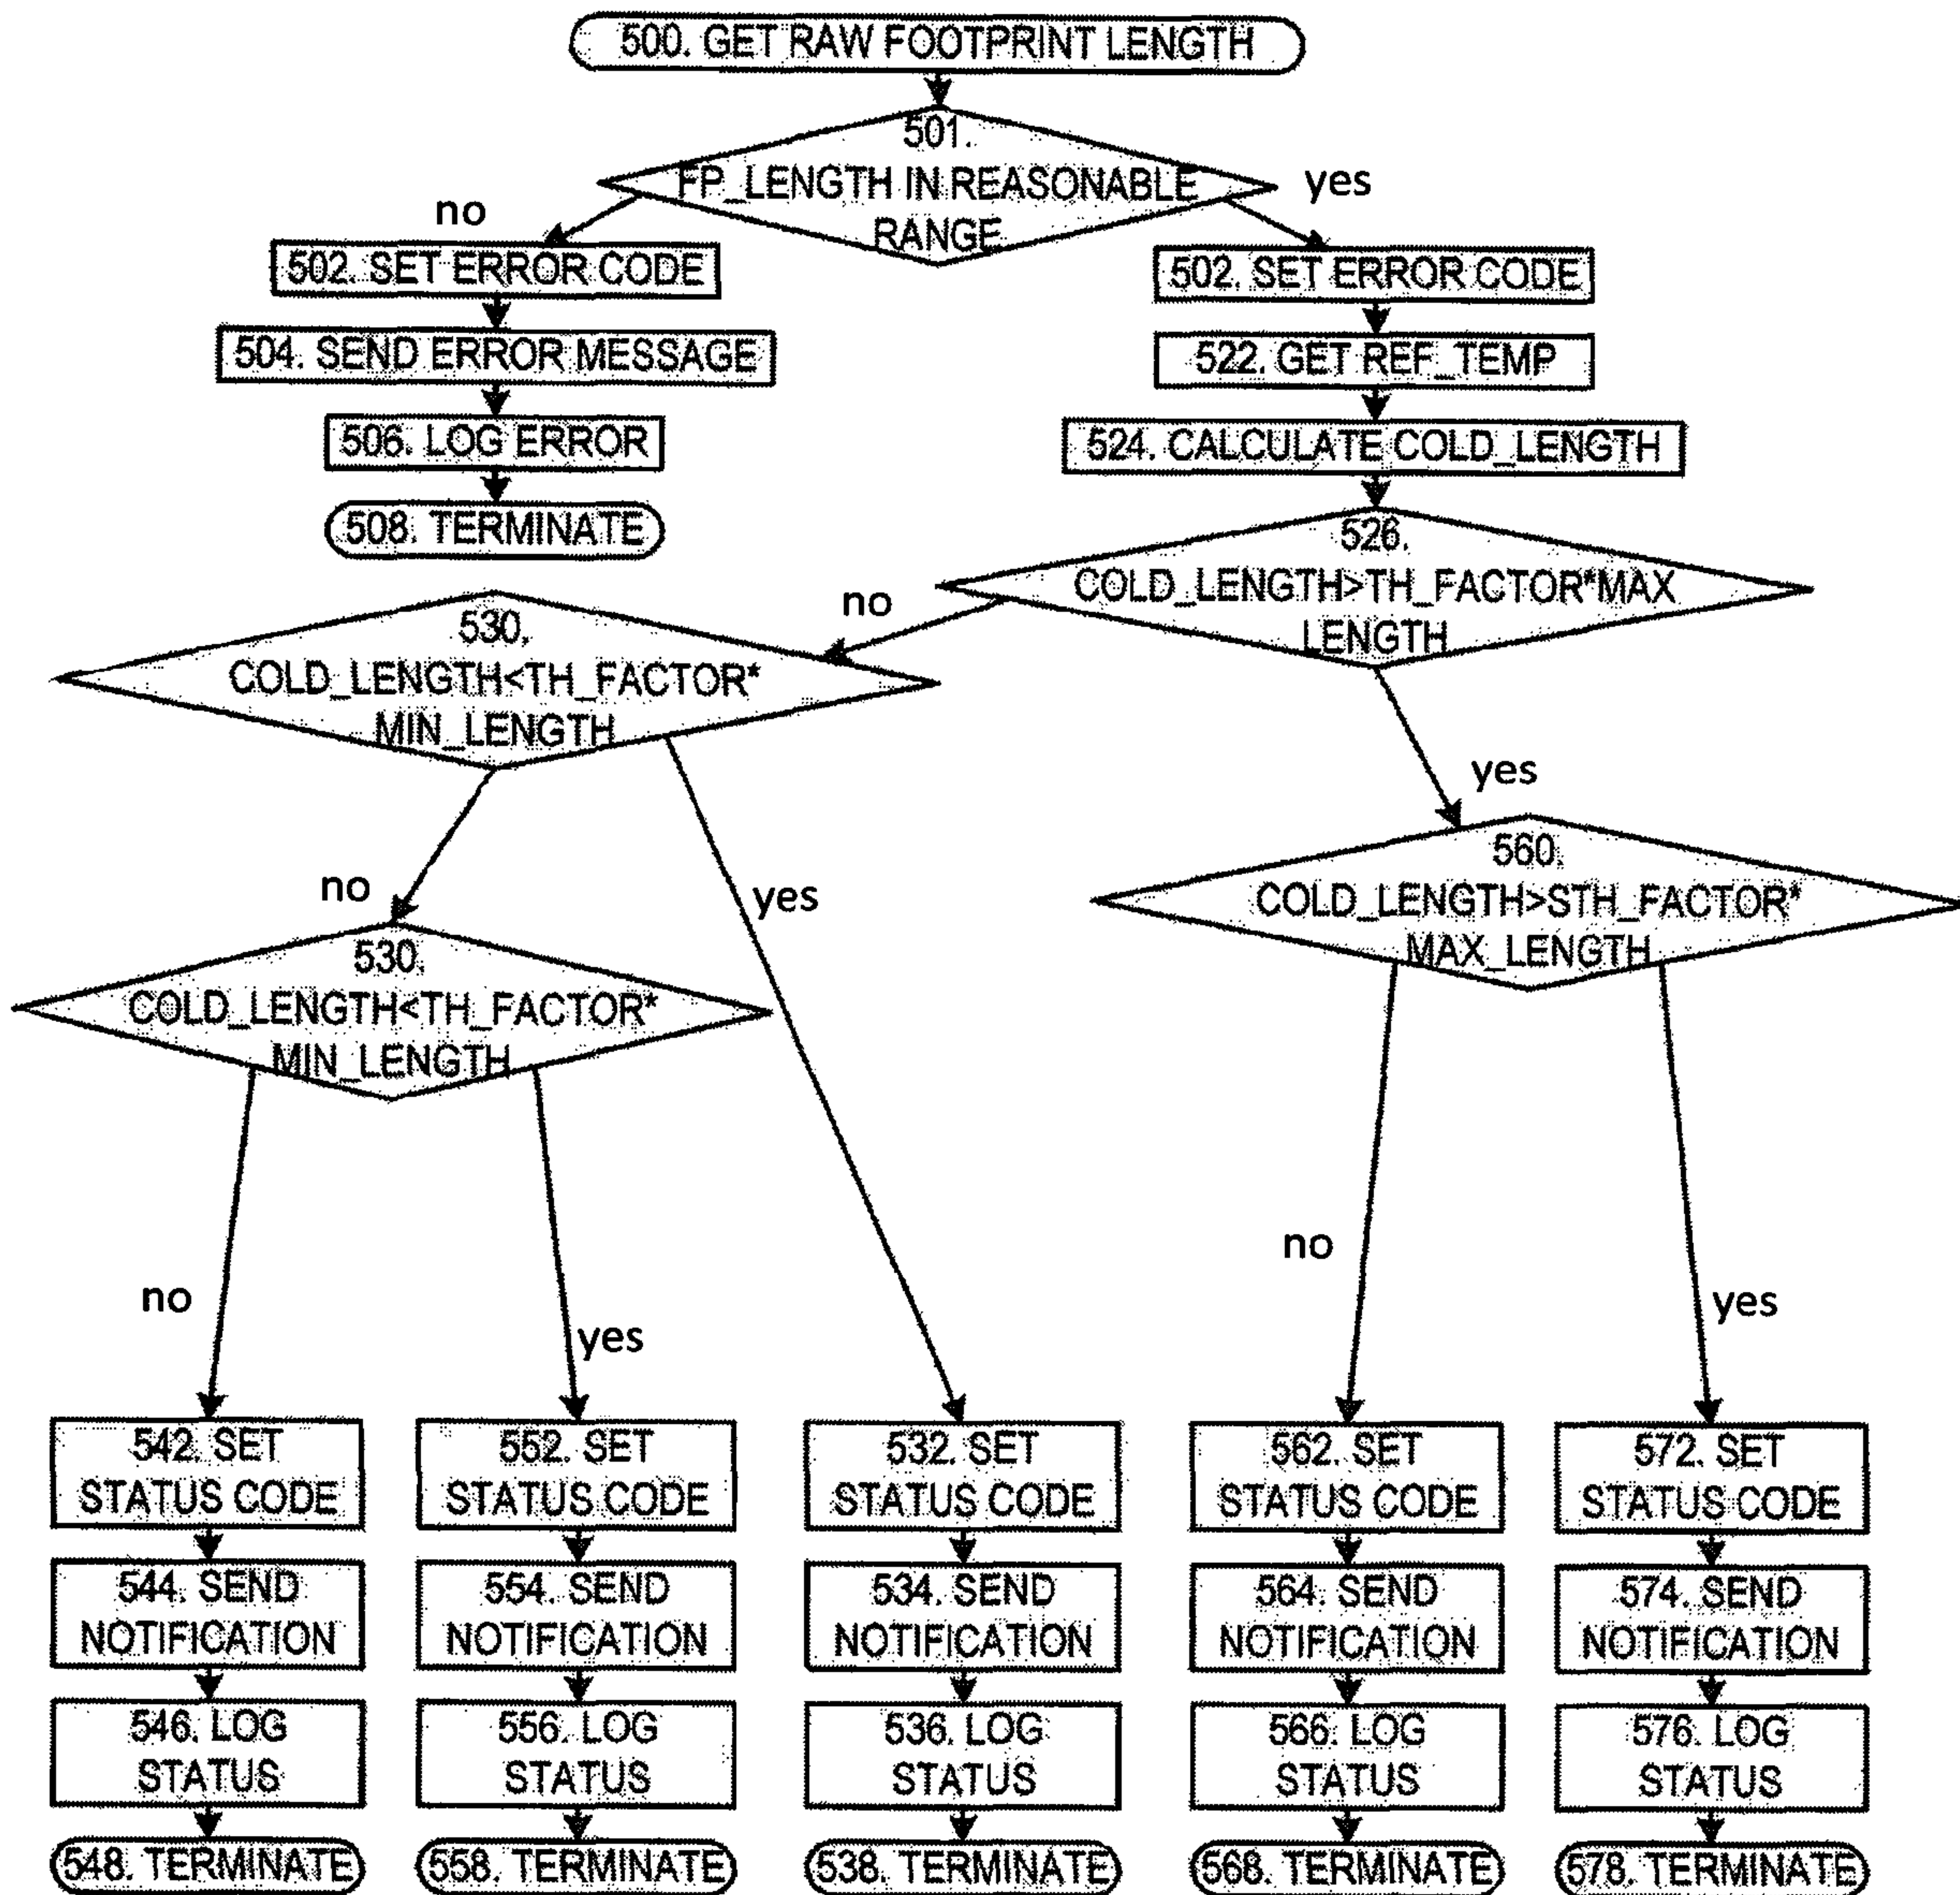 500. GET RAW FOOTPRINT LENGTH
501.
FP_LENGTH IN REASONABLE
RANGE
no
yes
502. SET ERROR CODE
504. SEND ERROR MESSAGE
506. LOG ERROR
508. TERMINATE
502. SET ERROR CODE
522. GET REF_TEMP
524. CALCULATE COLD_LENGTH
526.
COLD_LENGTH>TH_FACTOR*MAX
LENGTH
no
yes
530.
COLD_LENGTH<TH_FACTOR*
MIN_LENGTH
no
yes
530.
COLD_LENGTH<TH_FACTOR*
MIN_LENGTH
no
yes
560.
COLD_LENGTH>STH_FACTOR*
MAX_LENGTH
no
yes
542. SET
STATUS CODE
544. SEND
NOTIFICATION
546. LOG
STATUS
548. TERMINATE
552. SET
STATUS CODE
554. SEND
NOTIFICATION
556. LOG
STATUS
558. TERMINATE
532. SET
STATUS CODE
534. SEND
NOTIFICATION
536. LOG
STATUS
538. TERMINATE
562. SET
STATUS CODE
564. SEND
NOTIFICATION
566. LOG
STATUS
568. TERMINATE
572. SET
STATUS CODE
574. SEND
NOTIFICATION
576. LOG
STATUS
578. TERMINATE